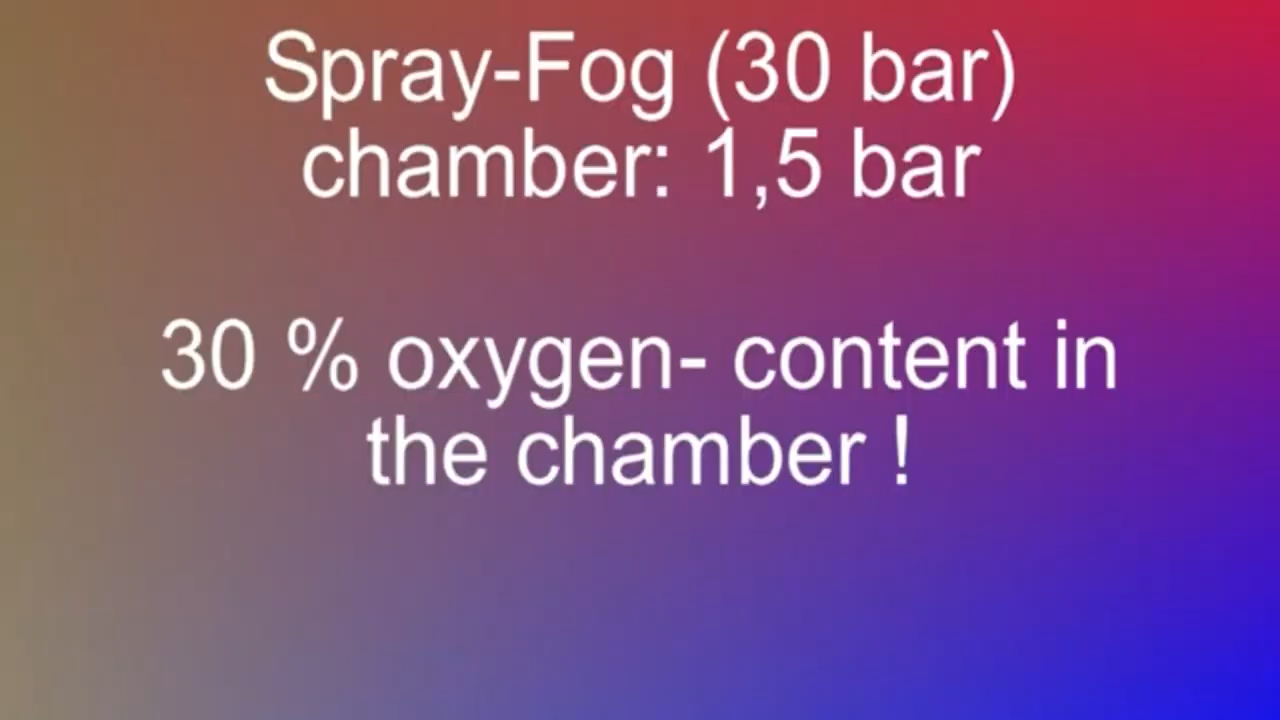 Spray-Fog (30 bar)
chamber: 1,5 bar
30 % oxygen- content in
the chamber !